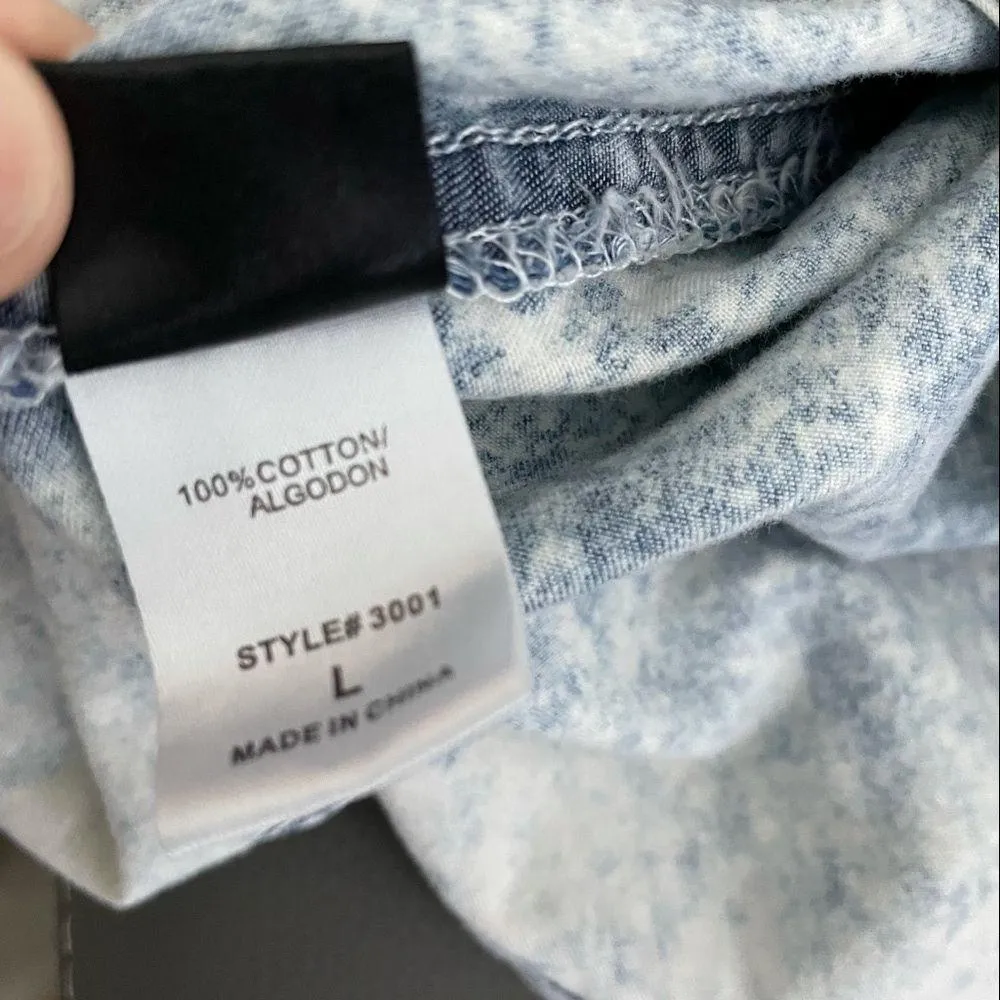 100%COTTON/
ALGODON
STYLE# 3001
L
MADE IN CHINA